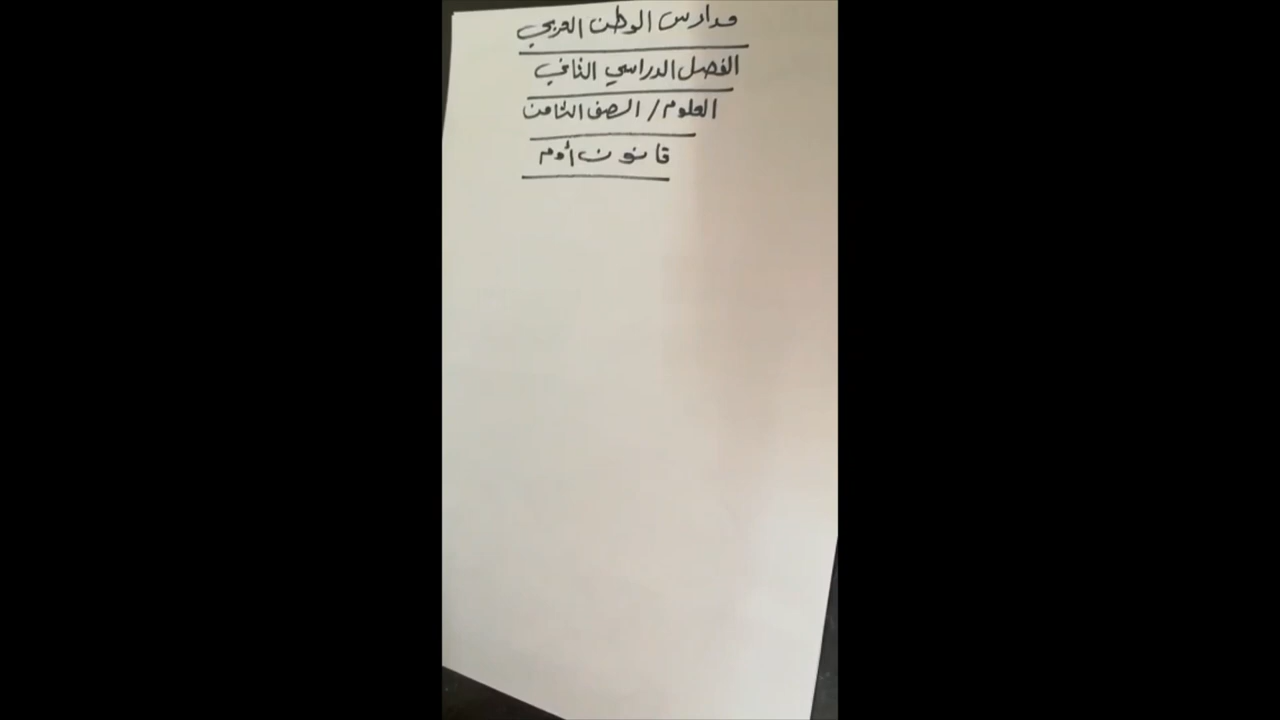 مدارس الوطن العربي
الفصل الدراسي الثاني
العلوم / الصف الثامن
قانون أوم